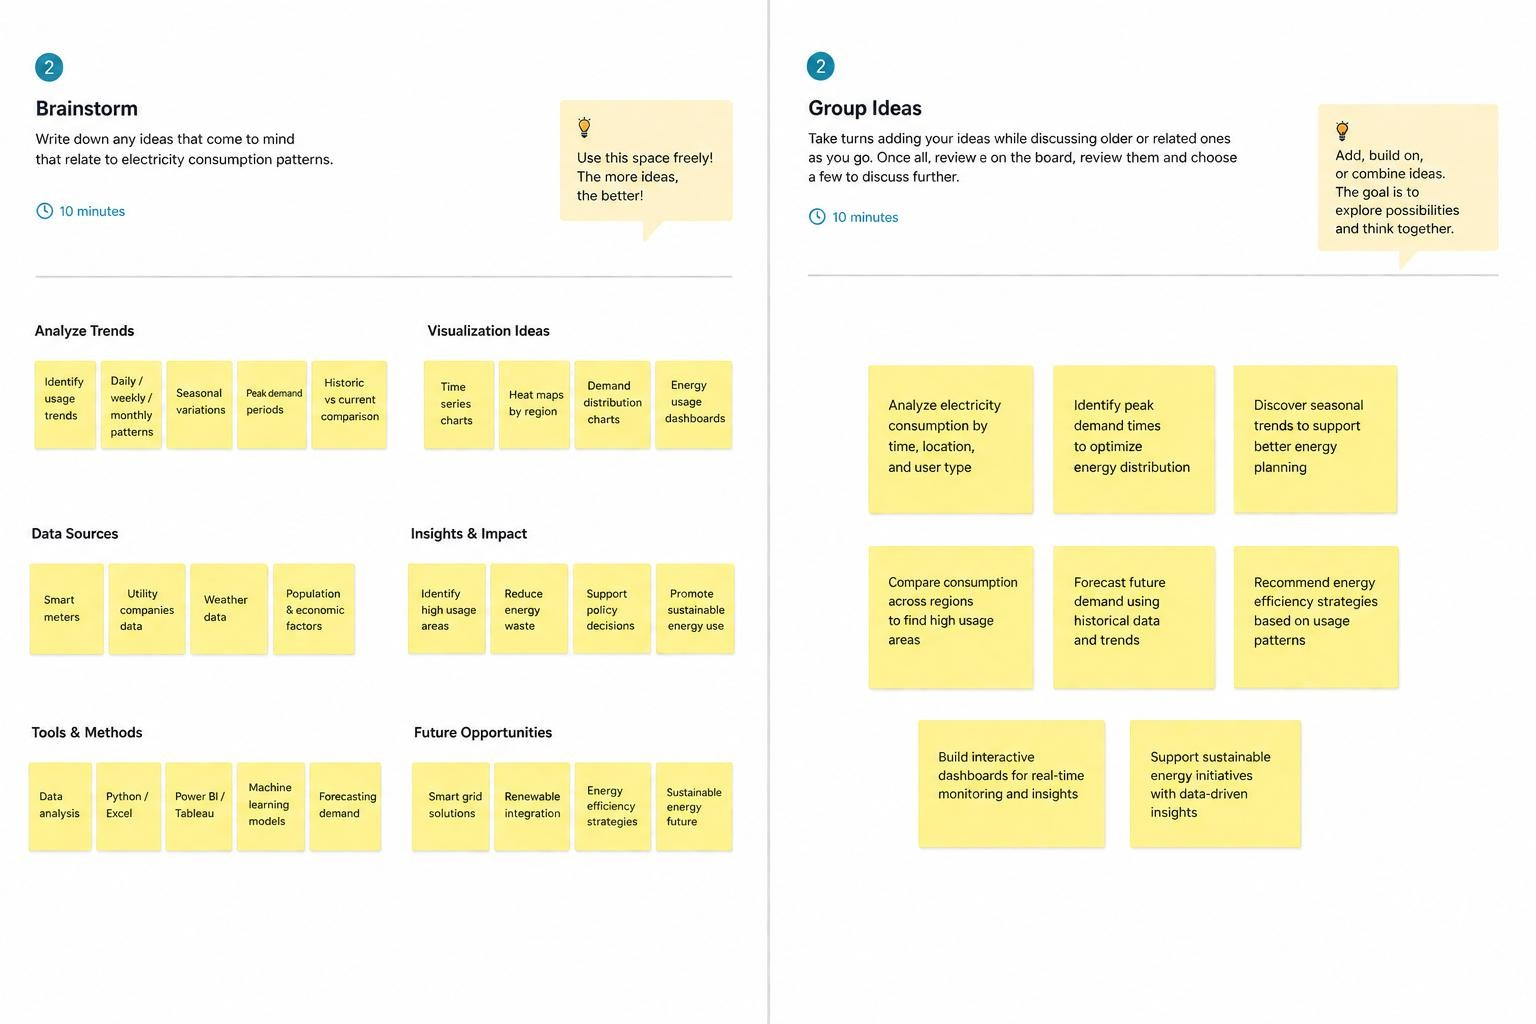 2
Brainstorm
Write down any ideas that come to mind
that relate to electricity consumption patterns.
10 minutes
Use this space freely!
The more ideas,
the better!
Analyze Trends
Identify
usage
trends
Daily /
weekly /
monthly
patterns
Seasonal
variations
Peak demand
periods
Historic
vs current
comparison
Visualization Ideas
Time
series
charts
Heat maps
by region
Demand
distribution
charts
Energy
usage
dashboards
Data Sources
Smart
meters
Utility
companies
data
Weather
data
Population
& economic
factors
Insights & Impact
Identify
high usage
areas
Reduce
energy
waste
Support
policy
decisions
Promote
sustainable
energy use
Tools & Methods
Data
analysis
Python /
Excel
Power BI /
Tableau
Machine
learning
models
Forecasting
demand
Future Opportunities
Smart grid
solutions
Renewable
integration
Energy
efficiency
strategies
Sustainable
energy
future
2
Group Ideas
Take turns adding your ideas while discussing older or related ones
as you go. Once all, review e on the board, review them and choose
a few to discuss further.
10 minutes
Add, build on,
or combine ideas.
The goal is to
explore possibilities
and think together.
Analyze electricity
consumption by
time, location,
and user type
Identify peak
demand times
to optimize
energy distribution
Discover seasonal
trends to support
better energy
planning
Compare consumption
across regions
to find high usage
areas
Forecast future
demand using
historical data
and trends
Recommend energy
efficiency strategies
based on usage
patterns
Build interactive
dashboards for real-time
monitoring and insights
Support sustainable
energy initiatives
with data-driven
insights